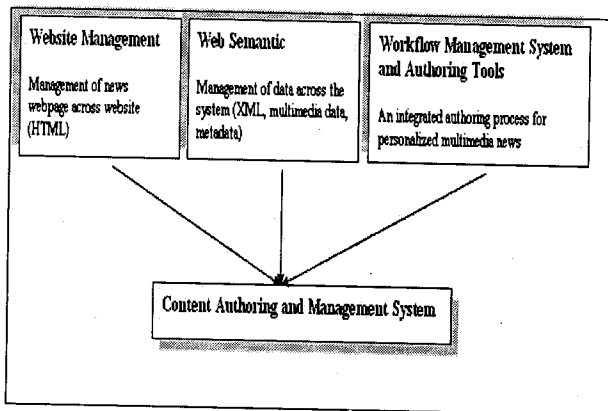 Website Management
Management of news
webpage across website
(HTML)
Web Semantic
Management of data across the
system (XML, multimedia data,
metadata)
Workflow Management System
and Authoring Tools
An integrated authoring process for
personalized multimedia news
Content Authoring and Management System